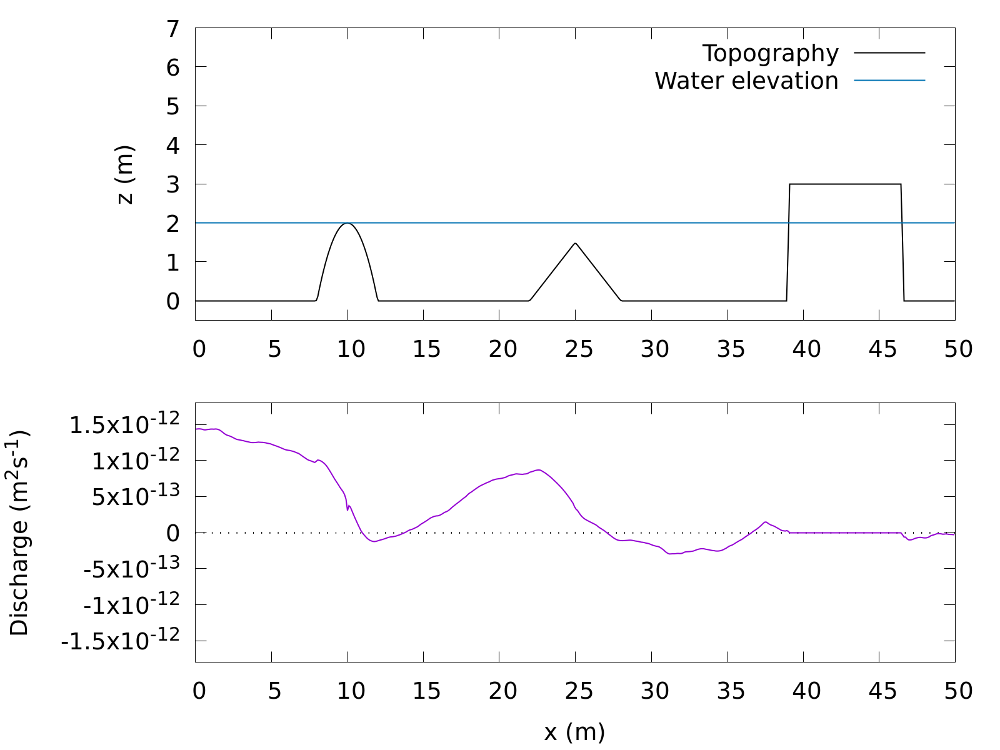 7
6
5
4
3
2
1
0
z (m)
Topography
Water elevation
0 5 10 15 20 25 30 35 40 45 50
1.5x10^-12
1x10^-12
5x10^-13
0
-5x10^-13
-1x10^-12
-1.5x10^-12
Discharge (m^2s^-1)
0 5 10 15 20 25 30 35 40 45 50
x (m)